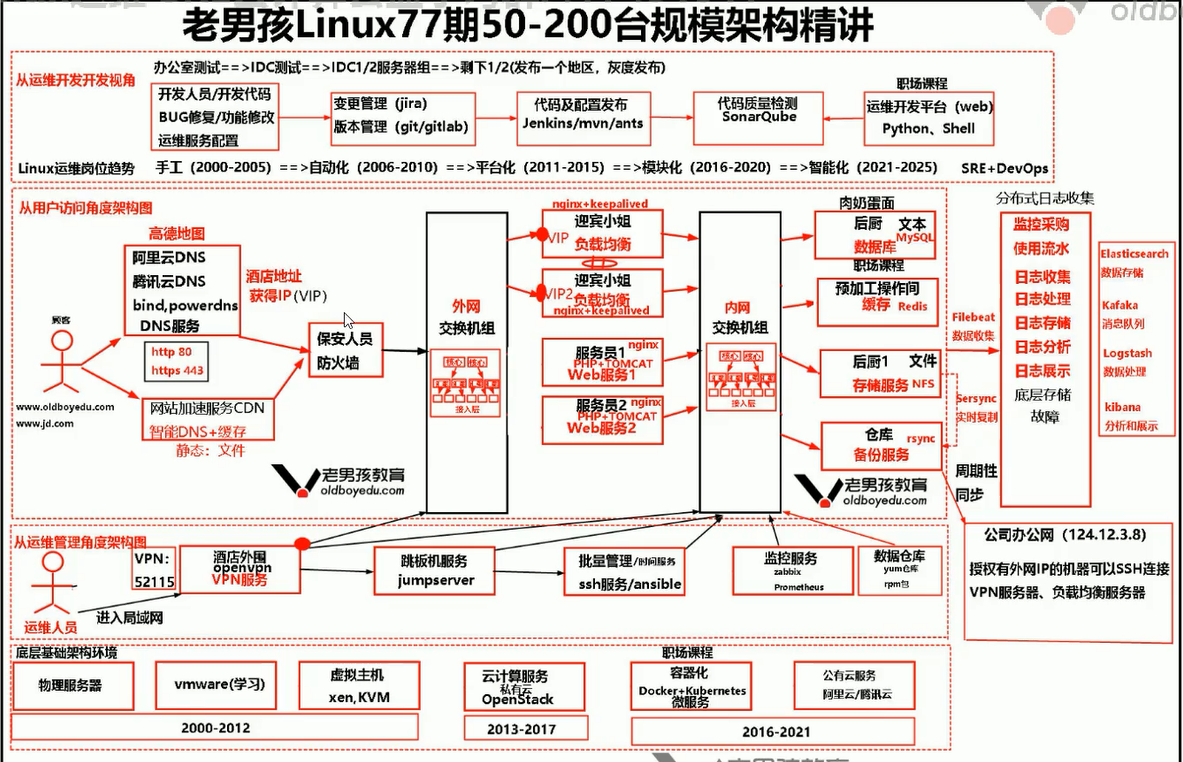 老男孩Linux77期50-200台规模架构精讲
oldb
从运维开发开发视角
办公室测试==>IDC测试==>IDC1/2服务器组==>剩下1/2(发布一个地区，灰度发布)
开发人员/开发代码
BUG修复/功能修改
运维服务配置
变更管理（jira）
版本管理（git/gitlab）
代码及配置发布
Jenkins/mvn/ants
代码质量检测
SonarQube
职场课程
运维开发平台（web）
Python、Shell
Linux运维岗位趋势
手工（2000-2005）==>自动化（2006-2010）==>平台化（2011-2015）==>模块化（2016-2020）==>智能化（2021-2025）
SRE+DevOps
从用户访问角度架构图
高德地图
阿里云DNS
腾讯云DNS
bind,powerdns
DNS服务
酒店地址
获得IP(VIP)
顾客
http 80
https 443
www.oldboyedu.com
www.jd.com
网站加速服务CDN
智能DNS+缓存
静态：文件
保安人员
防火墙
老男孩教育
oldboyedu.com
外网
交换机组
核心
核心
接入层
nginx+keepalived
迎宾小姐
VIP
负载均衡
迎宾小姐
VIP2
负载均衡
nginx+keepalived
服务员1
nginx
PHP+TOMCAT
Web服务1
服务员2
nginx
PHP+TOMCAT
Web服务2
内网
交换机组
核心
核心
接入层
肉奶蛋面
后厨 文本
数据库
MySQL
职场课程
预加工操作间
缓存 Redis
后厨1 文件
存储服务 NFS
Sersync
实时复制
仓库
rsync
备份服务
老男孩教育
oldboyedu.com
周期性
同步
Filebeat
数据收集
分布式日志收集
监控采购
使用流水
日志收集
日志处理
日志存储
日志分析
日志展示
底层存储
故障
Elasticsearch
数据存储
Kafaka
消息队列
Logstash
数据处理
kibana
分析和展示
从运维管理角度架构图
运维人员
VPN：
52115
进入局域网
酒店外围
openvpn
VPN服务
跳板机服务
jumpserver
批量管理/时间服务
ssh服务/ansible
监控服务
zabbix
Prometheus
数据仓库
yum仓库
rpm包
公司办公网（124.12.3.8)
授权有外网IP的机器可以SSH连接
VPN服务器、负载均衡服务器
底层基础架构环境
物理服务器
vmware(学习)
虚拟主机
xen,KVM
云计算服务
私有云
OpenStack
职场课程
容器化
Docker+Kubernetes
微服务
公有云服务
阿里云/腾讯云
2000-2012
2013-2017
2016-2021